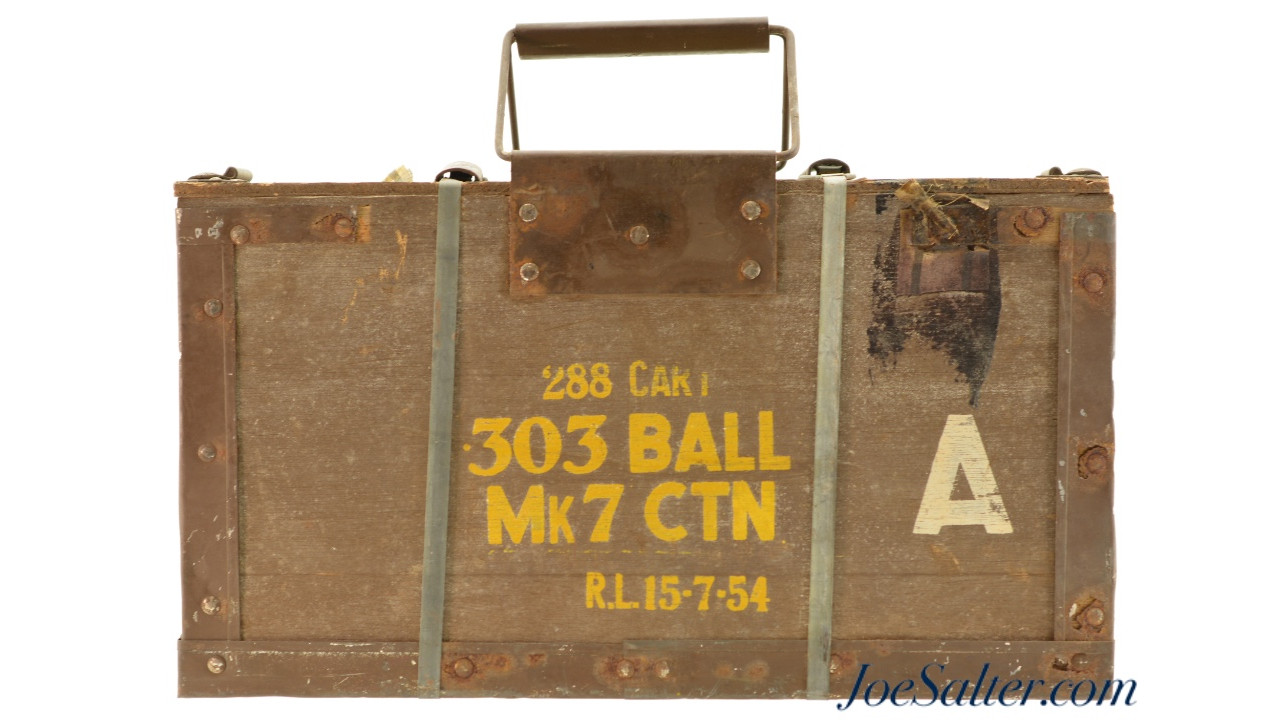 288 CART
.303 BALL
MK7 CTN
R.L.15-7-54
A
JoeSalter.com